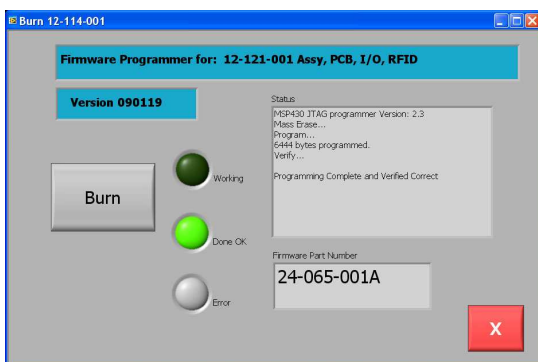 Burn 12-114-001
Firmware Programmer for: 12-121-001 Assy, PCB, I/O, RFID
Version 090119
Status
MSP430 JTAG programmer Version: 2.3
Mass Erase...
Program...
6444 bytes programmed.
Verify...
Programming Complete and Verified Correct
Burn
Working
Done OK
Error
Firmware Part Number
24-065-001A
X